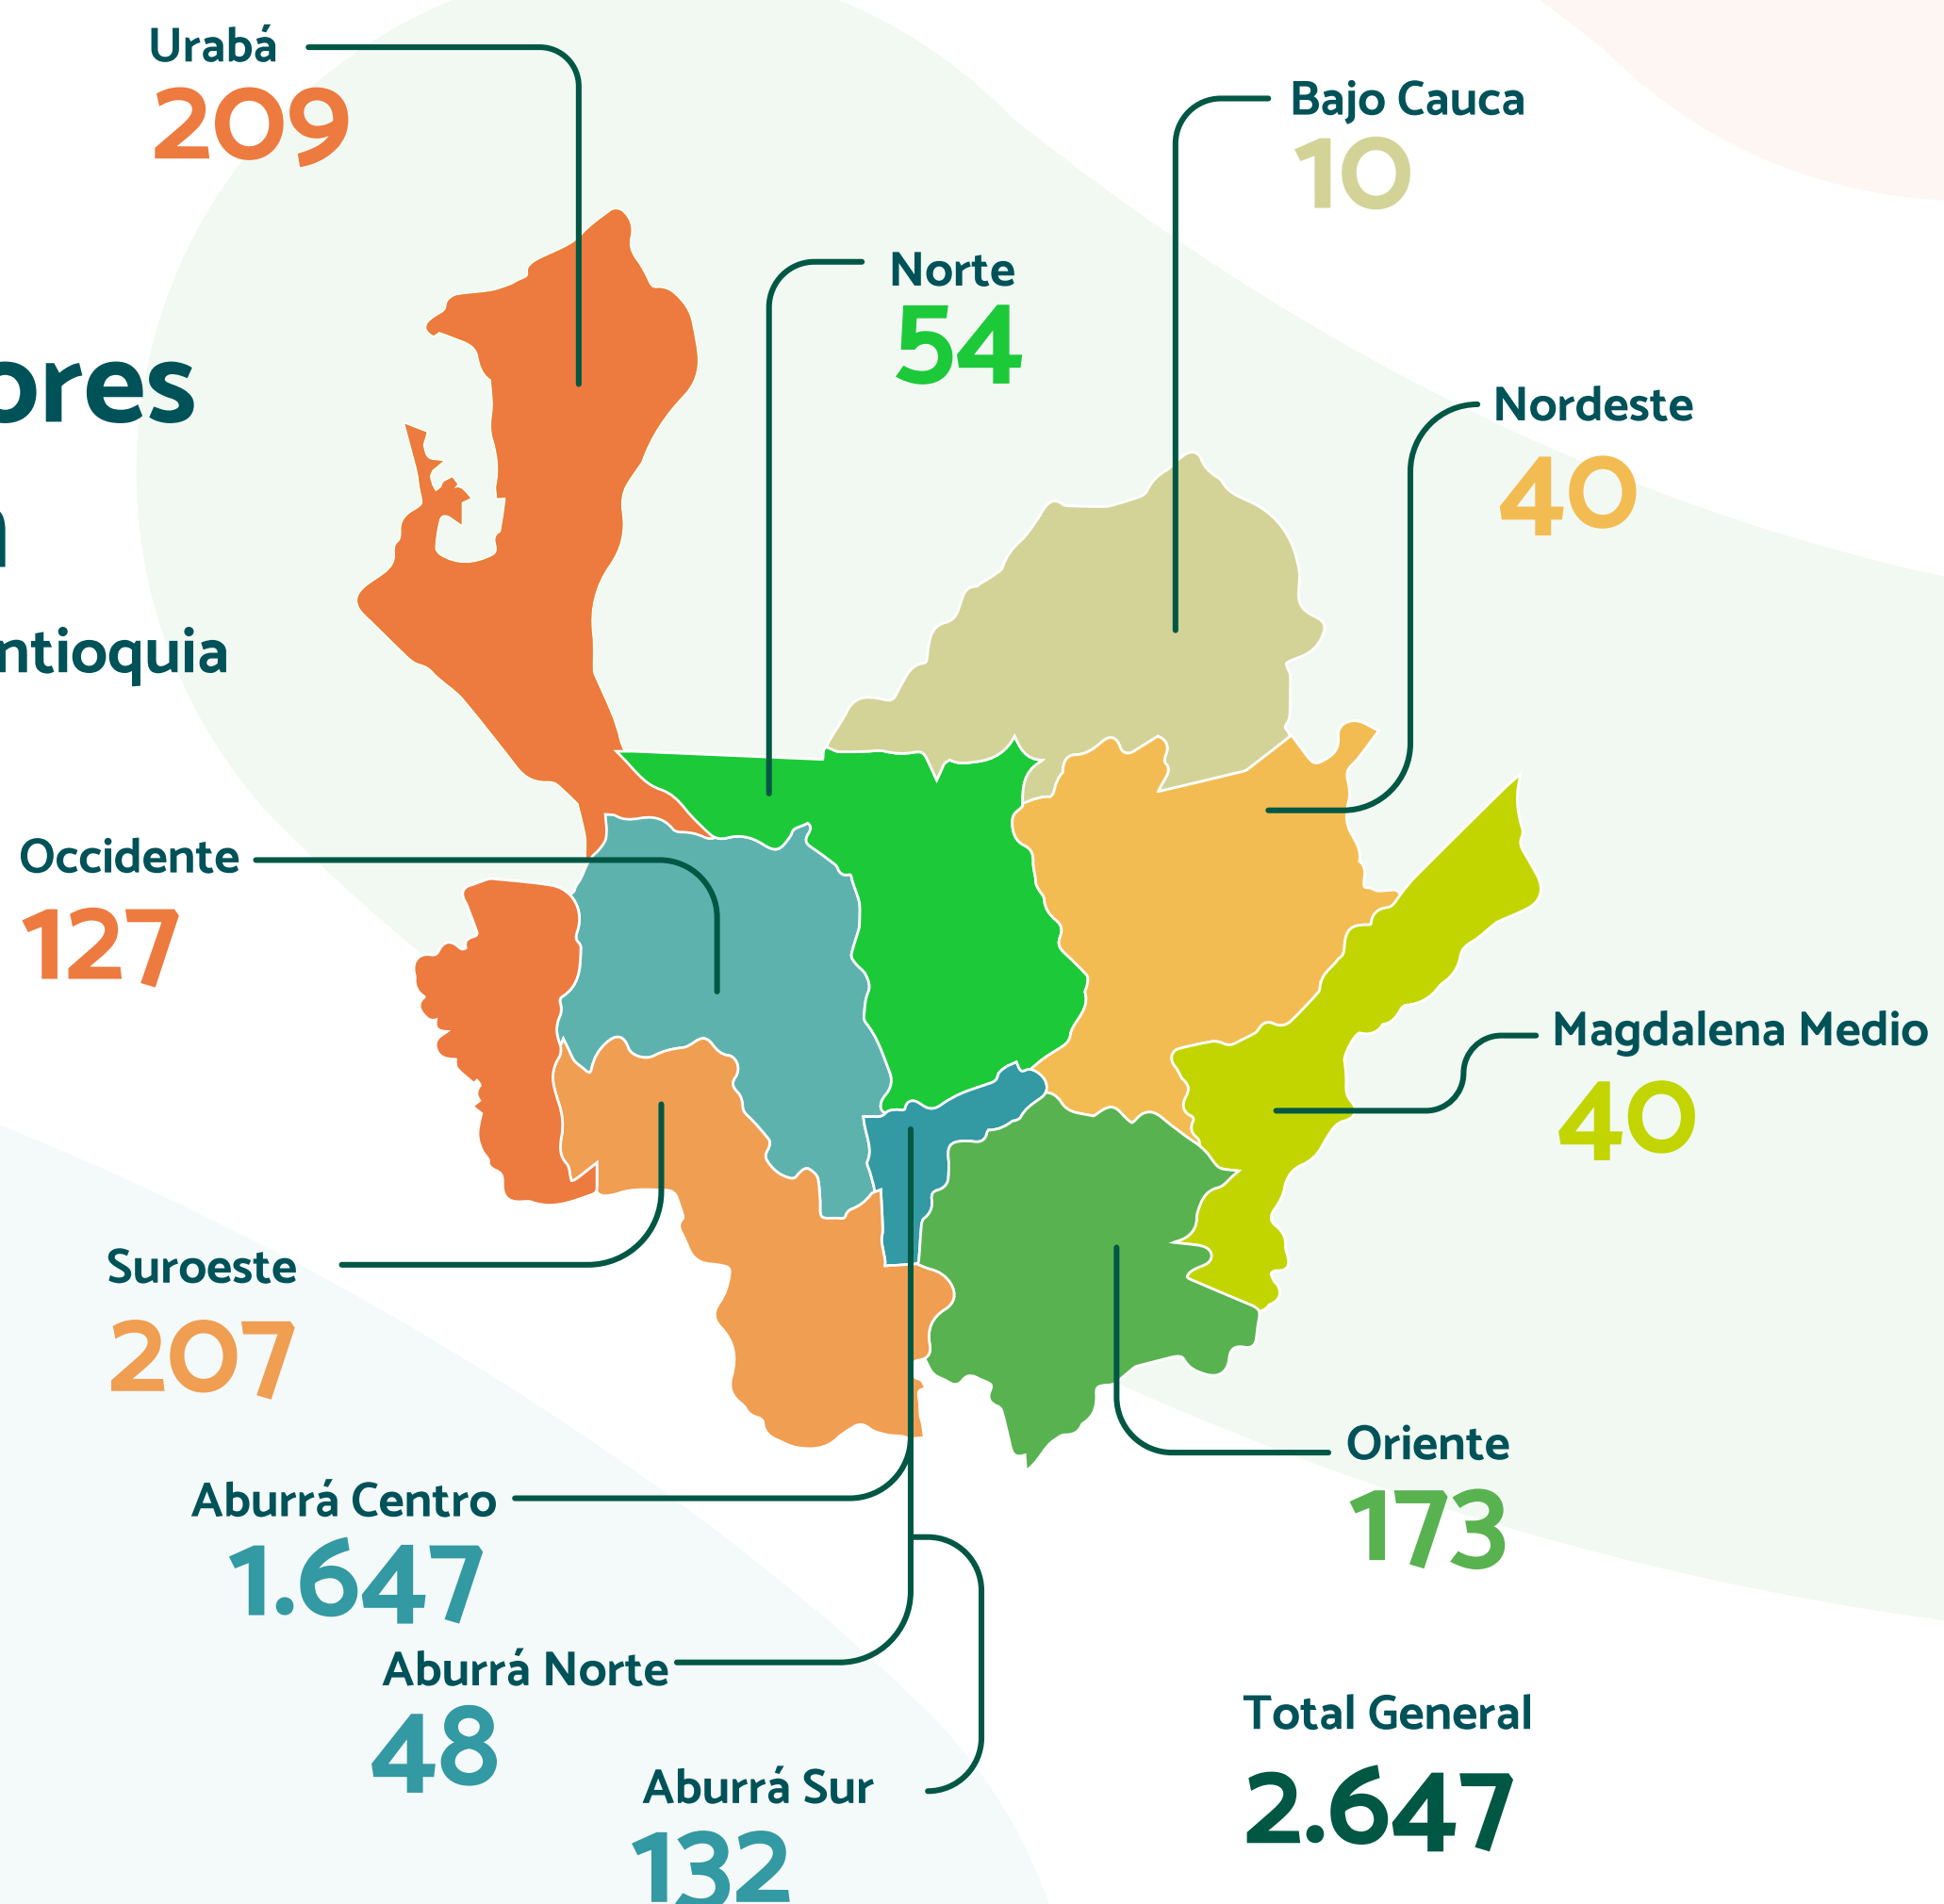 Urabá
209
Bajo Cauca
10
Norte
54
ores
Nordeste
40
ntioquia
Occidente
127
Magdalena Medio
40
Suroeste
207
Oriente
173
Aburrá Centro
1.647
Aburrá Norte
48
Aburrá Sur
132
Total General
2.647